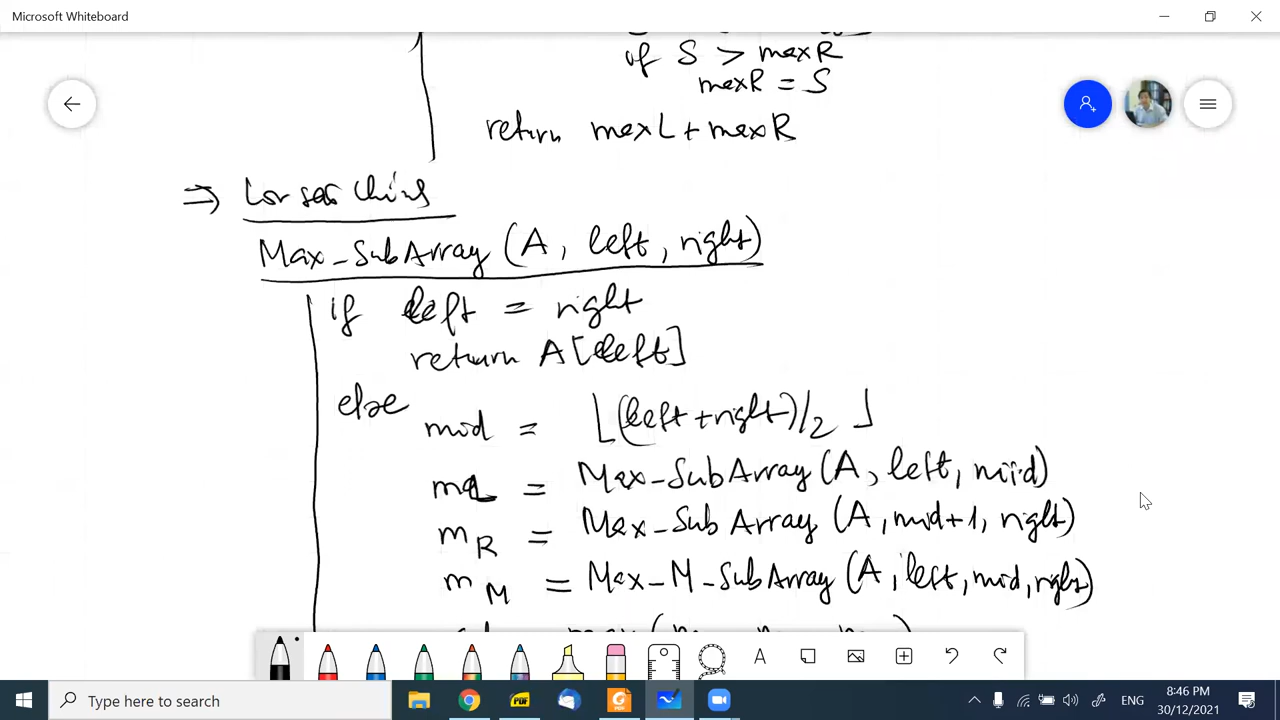 Microsoft Whiteboard
if S > maxR
maxR = S
return maxL + maxR
⇒
Max_SubArray (A, left, right)
if left = right
return A[left]
else
mid = ⌊(left+right)/2⌋
mL = Max_SubArray (A, left, mid)
mR = Max_SubArray (A, mid+1, right)
mM = Max_M_SubArray (A, left, mid, right)
Type here to search
PDF
ENG
8:46 PM
30/12/2021